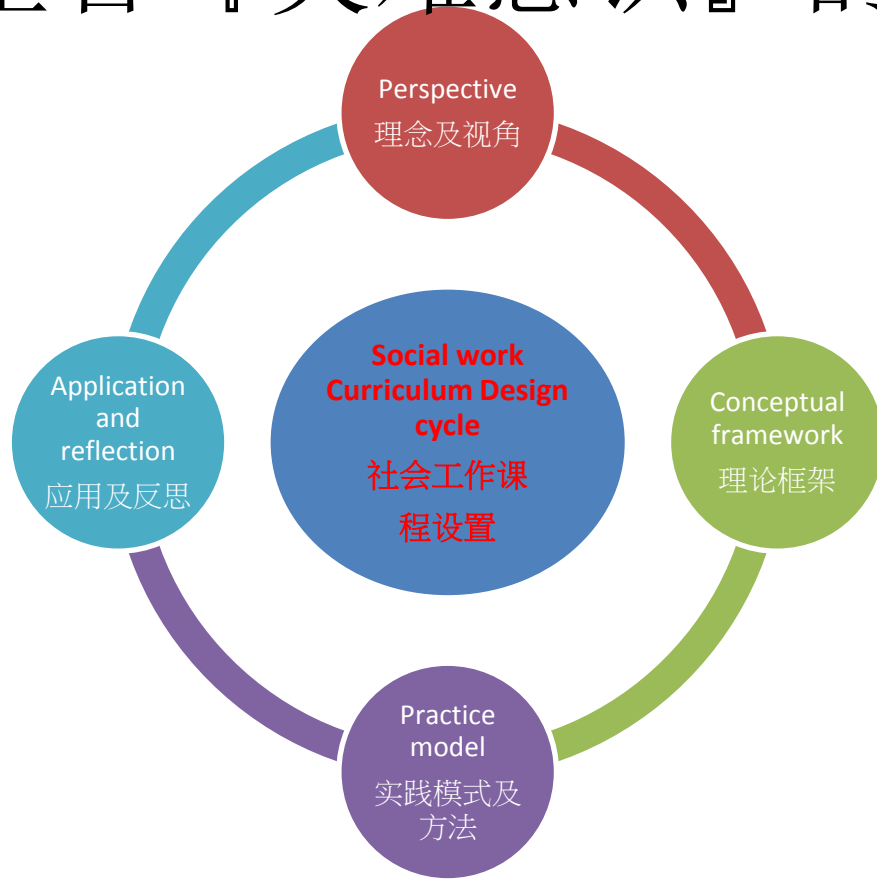 Perspective
理念及视角
Social work
Curriculum Design
cycle
社会工作课
程设置
Conceptual
framework
理论框架
Practice
model
实践模式及
方法
Application
and
reflection
应用及反思